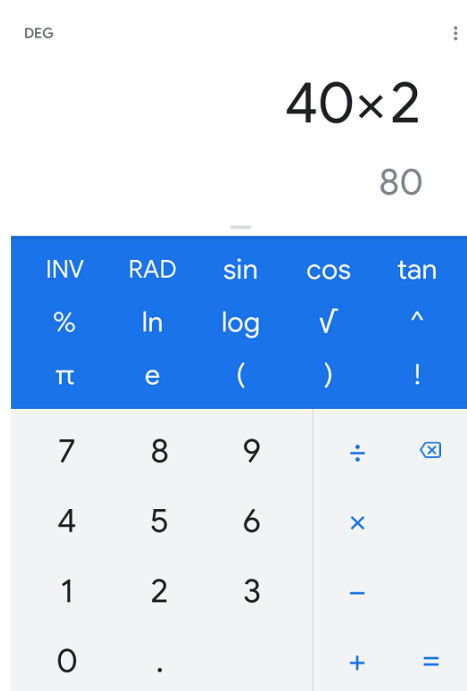 DEG
40×2
80
INV RAD sin cos tan
% ln log √ ^
π e ( ) !
7 8 9 ÷
4 5 6 ×
1 2 3 −
0 . + =